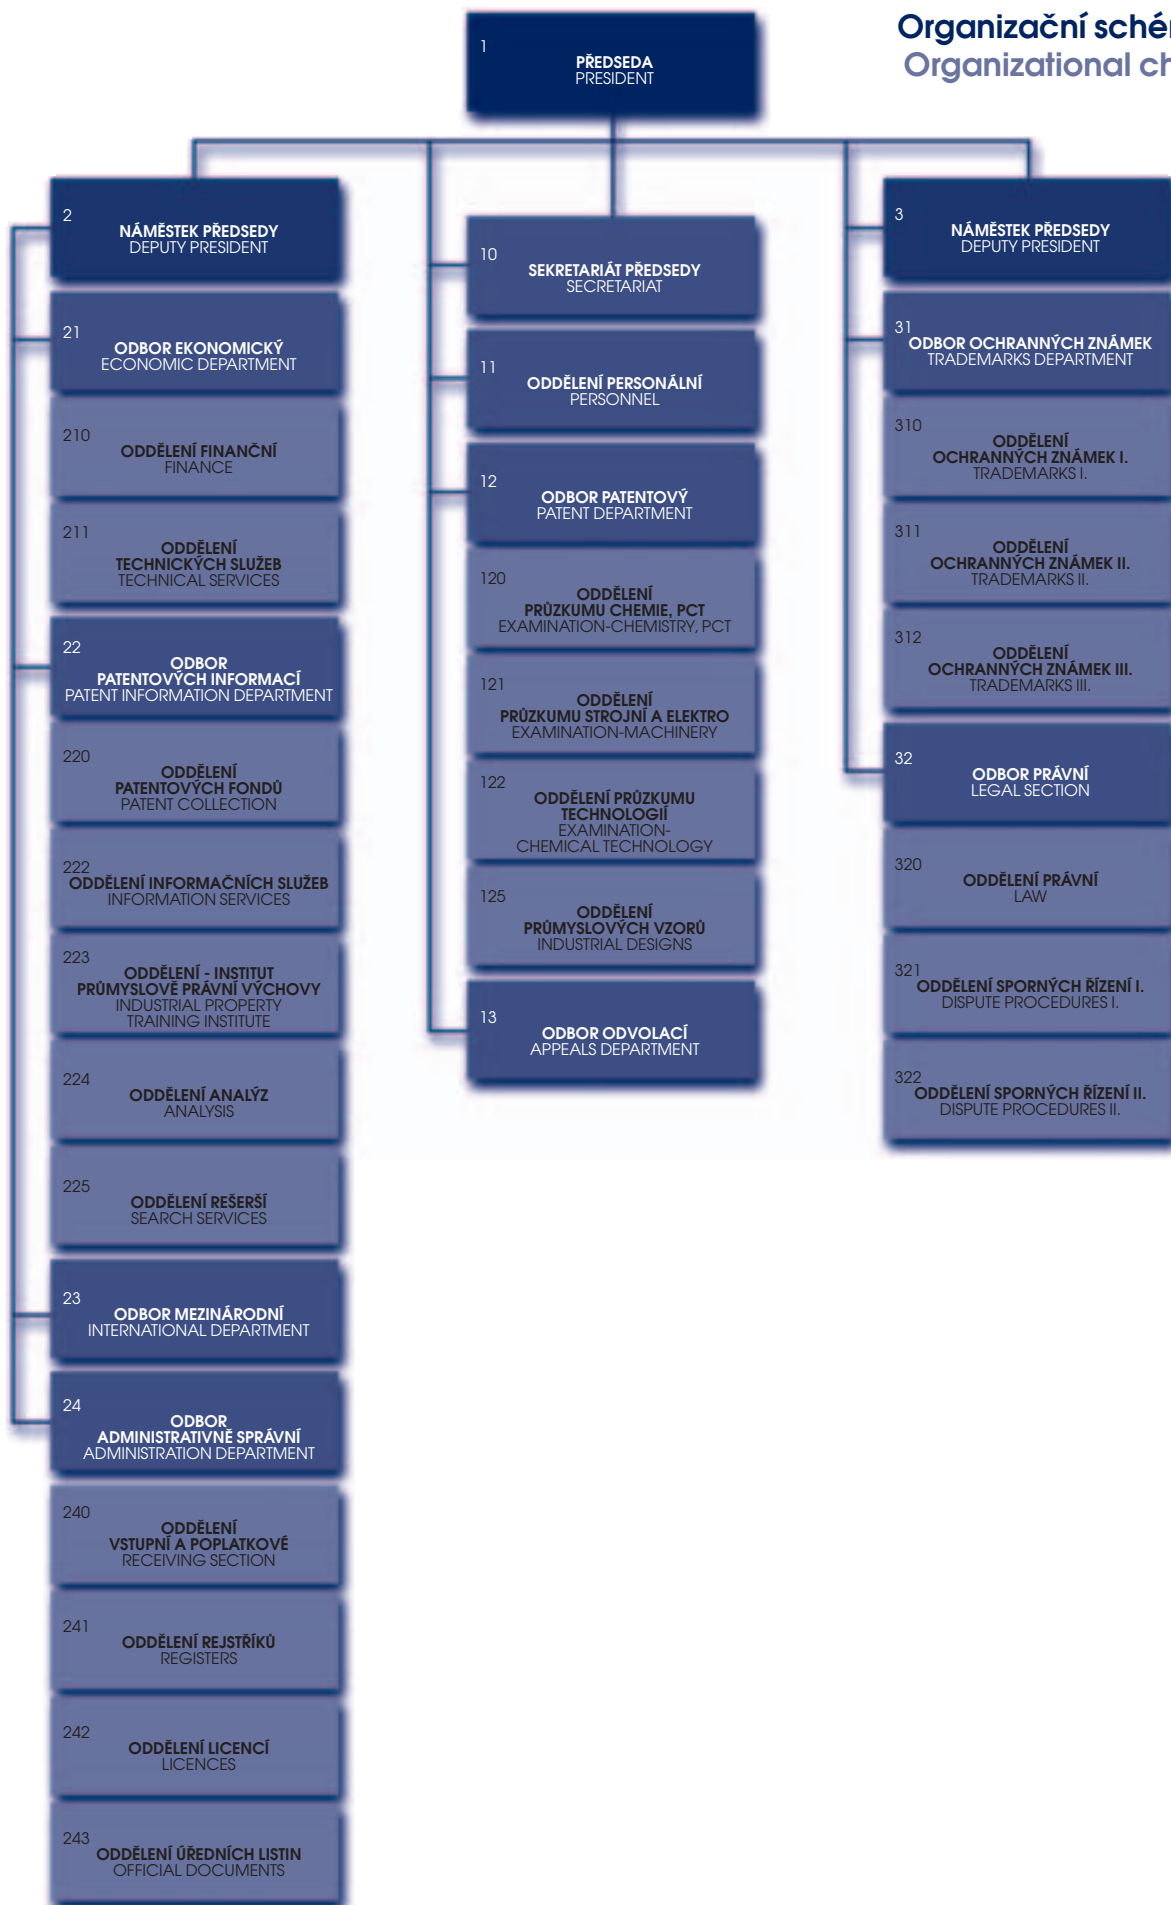 Organizační schér
Organizational ch
1
PŘEDSEDA
PRESIDENT
2
NÁMĚSTEK PŘEDSEDY
DEPUTY PRESIDENT
21
ODBOR EKONOMICKÝ
ECONOMIC DEPARTMENT
210
ODDĚLENÍ FINANČNÍ
FINANCE
211
ODDĚLENÍ
TECHNICKÝCH SLUŽEB
TECHNICAL SERVICES
22
ODBOR
PATENTOVÝCH INFORMACÍ
PATENT INFORMATION DEPARTMENT
220
ODDĚLENÍ
PATENTOVÝCH FONDŮ
PATENT COLLECTION
222
ODDĚLENÍ INFORMAČNÍCH SLUŽEB
INFORMATION SERVICES
223
ODDĚLENÍ - INSTITUT
PRŮMYSLOVĚ PRÁVNÍ VÝCHOVY
INDUSTRIAL PROPERTY
TRAINING INSTITUTE
224
ODDĚLENÍ ANALÝZ
ANALYSIS
225
ODDĚLENÍ REŠERŠÍ
SEARCH SERVICES
23
ODBOR MEZINÁRODNÍ
INTERNATIONAL DEPARTMENT
24
ODBOR
ADMINISTRATIVNĚ SPRÁVNÍ
ADMINISTRATION DEPARTMENT
240
ODDĚLENÍ
VSTUPNÍ A POPLATKOVÉ
RECEIVING SECTION
241
ODDĚLENÍ REJSTŘÍKŮ
REGISTERS
242
ODDĚLENÍ LICENCÍ
LICENCES
243
ODDĚLENÍ ÚŘEDNÍCH LISTIN
OFFICIAL DOCUMENTS
10
SEKRETARIÁT PŘEDSEDY
SECRETARIAT
11
ODDĚLENÍ PERSONÁLNÍ
PERSONNEL
12
ODBOR PATENTOVÝ
PATENT DEPARTMENT
120
ODDĚLENÍ
PRŮZKUMU CHEMIE, PCT
EXAMINATION-CHEMISTRY, PCT
121
ODDĚLENÍ
PRŮZKUMU STROJNÍ A ELEKTRO
EXAMINATION-MACHINERY
122
ODDĚLENÍ PRŮZKUMU
TECHNOLOGIÍ
EXAMINATION-
CHEMICAL TECHNOLOGY
125
ODDĚLENÍ
PRŮMYSLOVÝCH VZORŮ
INDUSTRIAL DESIGNS
13
ODBOR ODVOLACÍ
APPEALS DEPARTMENT
3
NÁMĚSTEK PŘEDSEDY
DEPUTY PRESIDENT
31
ODBOR OCHRANNÝCH ZNÁMEK
TRADEMARKS DEPARTMENT
310
ODDĚLENÍ
OCHRANNÝCH ZNÁMEK I.
TRADEMARKS I.
311
ODDĚLENÍ
OCHRANNÝCH ZNÁMEK II.
TRADEMARKS II.
312
ODDĚLENÍ
OCHRANNÝCH ZNÁMEK III.
TRADEMARKS III.
32
ODBOR PRÁVNÍ
LEGAL SECTION
320
ODDĚLENÍ PRÁVNÍ
LAW
321
ODDĚLENÍ SPORNÝCH ŘÍZENÍ I.
DISPUTE PROCEDURES I.
322
ODDĚLENÍ SPORNÝCH ŘÍZENÍ II.
DISPUTE PROCEDURES II.